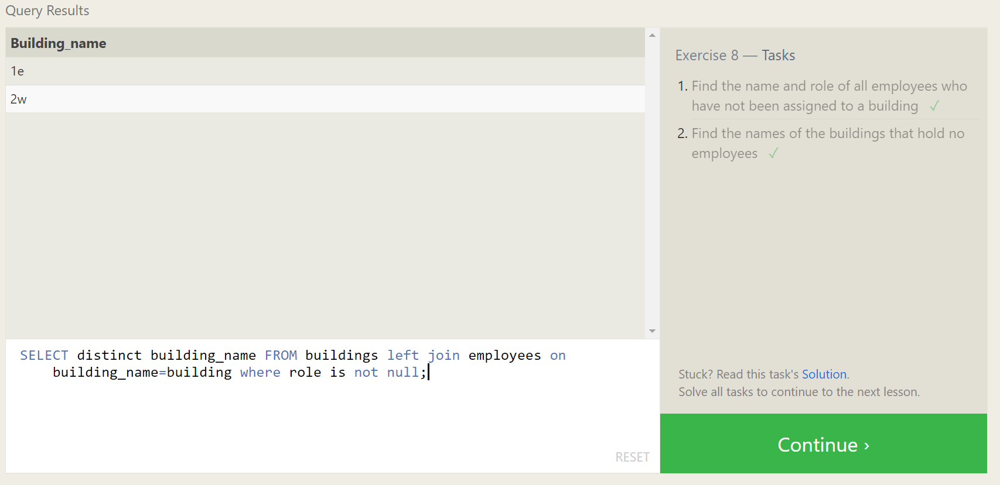 Query Results
Building_name
1e
2w
SELECT distinct building_name FROM buildings left join employees on
building_name=building where role is not null;
RESET
Exercise 8 — Tasks
1. Find the name and role of all employees who
have not been assigned to a building ✓
2. Find the names of the buildings that hold no
employees ✓
Stuck? Read this task's Solution.
Solve all tasks to continue to the next lesson.
Continue ›